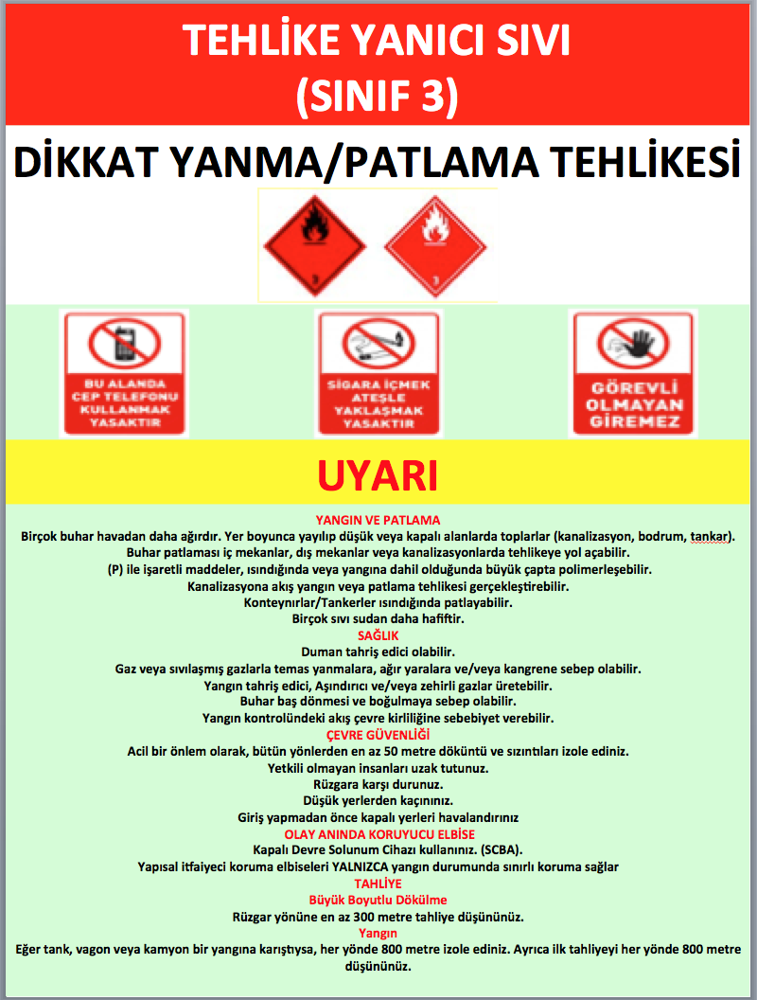 TEHLİKE YANICI SIVI
(SINIF 3)
DİKKAT YANMA/PATLAMA TEHLİKESİ
3
3
BU ALANDA
CEP TELEFONU
KULLANMAK
YASAKTIR
SİGARA İÇMEK
ATEŞLE
YAKLAŞMAK
YASAKTIR
GÖREVLİ
OLMAYAN
GİREMEZ
UYARI
YANGIN VE PATLAMA
Birçok buhar havadan daha ağırdır. Yer boyunca yayılıp düşük veya kapalı alanlarda toplarlar (kanalizasyon, bodrum, tankar).
Buhar patlaması iç mekanlar, dış mekanlar veya kanalizasyonlarda tehlikeye yol açabilir.
(P) ile işaretli maddeler, ısındığında veya yangına dahil olduğunda büyük çapta polimerleşebilir.
Kanalizasyona akış yangın veya patlama tehlikesi gerçekleştirebilir.
Konteynırlar/Tankerler ısındığında patlayabilir.
Birçok sıvı sudan daha hafiftir.
SAĞLIK
Duman tahriş edici olabilir.
Gaz veya sıvılaşmış gazlarla temas yanmalara, ağır yaralara ve/veya kangrene sebep olabilir.
Yangın tahriş edici, Aşındırıcı ve/veya zehirli gazlar üretebilir.
Buhar baş dönmesi ve boğulmaya sebep olabilir.
Yangın kontrolündeki akış çevre kirliliğine sebebiyet verebilir.
ÇEVRE GÜVENLİĞİ
Acil bir önlem olarak, bütün yönlerden en az 50 metre döküntü ve sızıntıları izole ediniz.
Yetkili olmayan insanları uzak tutunuz.
Rüzgara karşı durunuz.
Düşük yerlerden kaçınınız.
Giriş yapmadan önce kapalı yerleri havalandırınız
OLAY ANINDA KORUYUCU ELBİSE
Kapalı Devre Solunum Cihazı kullanınız. (SCBA).
Yapısal itfaiyeci koruma elbiseleri YALNIZCA yangın durumunda sınırlı koruma sağlar
TAHLİYE
Büyük Boyutlu Dökülme
Rüzgar yönüne en az 300 metre tahliye düşününüz.
Yangın
Eğer tank, vagon veya kamyon bir yangına karıştıysa, her yönde 800 metre izole ediniz. Ayrıca ilk tahliyeyi her yönde 800 metre
düşününüz.